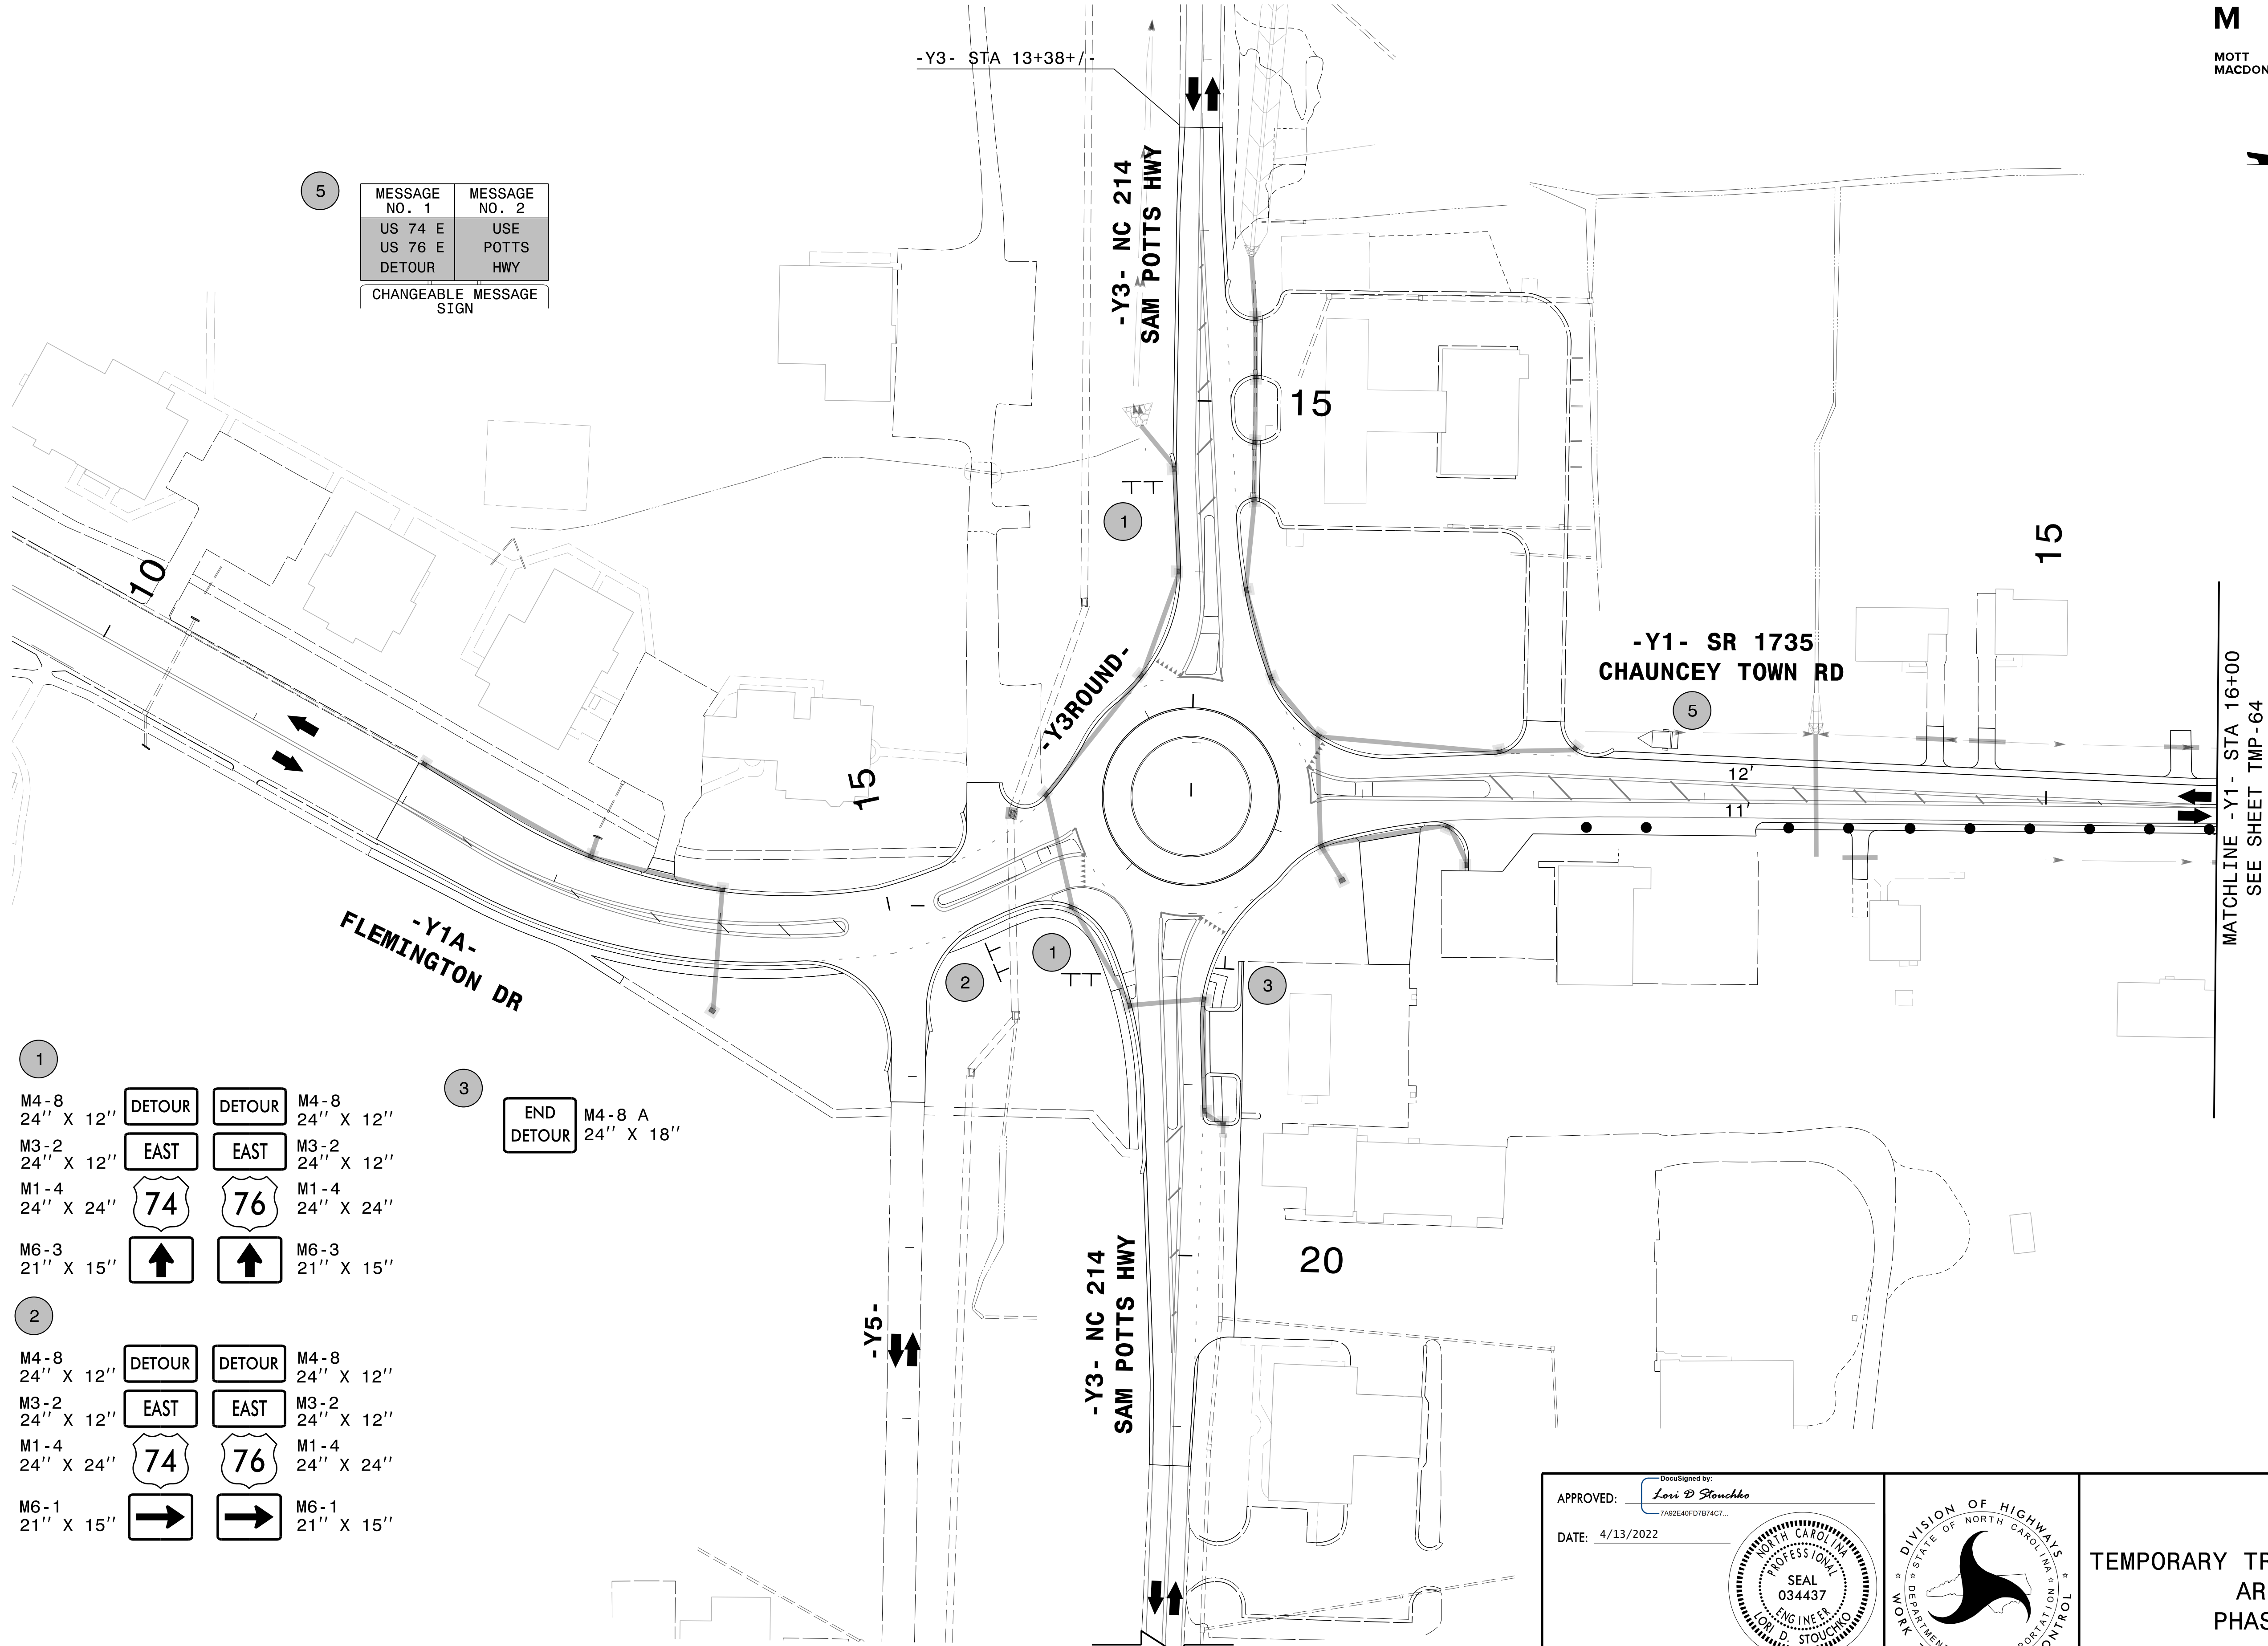 M
MOTT
-Y3- STA 13+38+/-
5
MESSAGE NO. 1
MESSAGE NO. 2
US 74 E
USE
US 76 E
POTTS
DETOUR
HWY
CHANGEABLE MESSAGE
SIGN
-Y3- NC 214
SAM POTTS HWY
15
1
10
15
-Y3ROUND-
-Y1- SR 1735
CHAUNCEY TOWN RD
5
15
12'
11'
MATCHLINE -Y1- STA 16+00
SEE SHEET TMP-64
-Y1A-
FLEMINGTON DR
2
1
3
1
M4-8
24'' X 12''
DETOUR
DETOUR
M4-8
24'' X 12''
M3-2
24'' X 12''
EAST
EAST
M3-2
24'' X 12''
M1-4
24'' X 24''
74
76
M1-4
24'' X 24''
M6-3
21'' X 15''
M6-3
21'' X 15''
3
END
DETOUR
M4-8 A
24'' X 18''
2
M4-8
24'' X 12''
DETOUR
DETOUR
M4-8
24'' X 12''
M3-2
24'' X 12''
EAST
EAST
M3-2
24'' X 12''
M1-4
24'' X 24''
74
76
M1-4
24'' X 24''
M6-1
21'' X 15''
M6-1
21'' X 15''
-Y5-
-Y3- NC 214
SAM POTTS HWY
20
APPROVED:
DocuSigned by:
Lori D Stouchko
7A92E40FD7B74C7...
DATE: 4/13/2022
NORTH CAROLINA
PROFESSIONAL
SEAL
034437
ENGINEER
LORI D. STOUCHKO
DIVISION OF HIGHWAYS
STATE OF NORTH CAROLINA
WORK
TEMPORARY